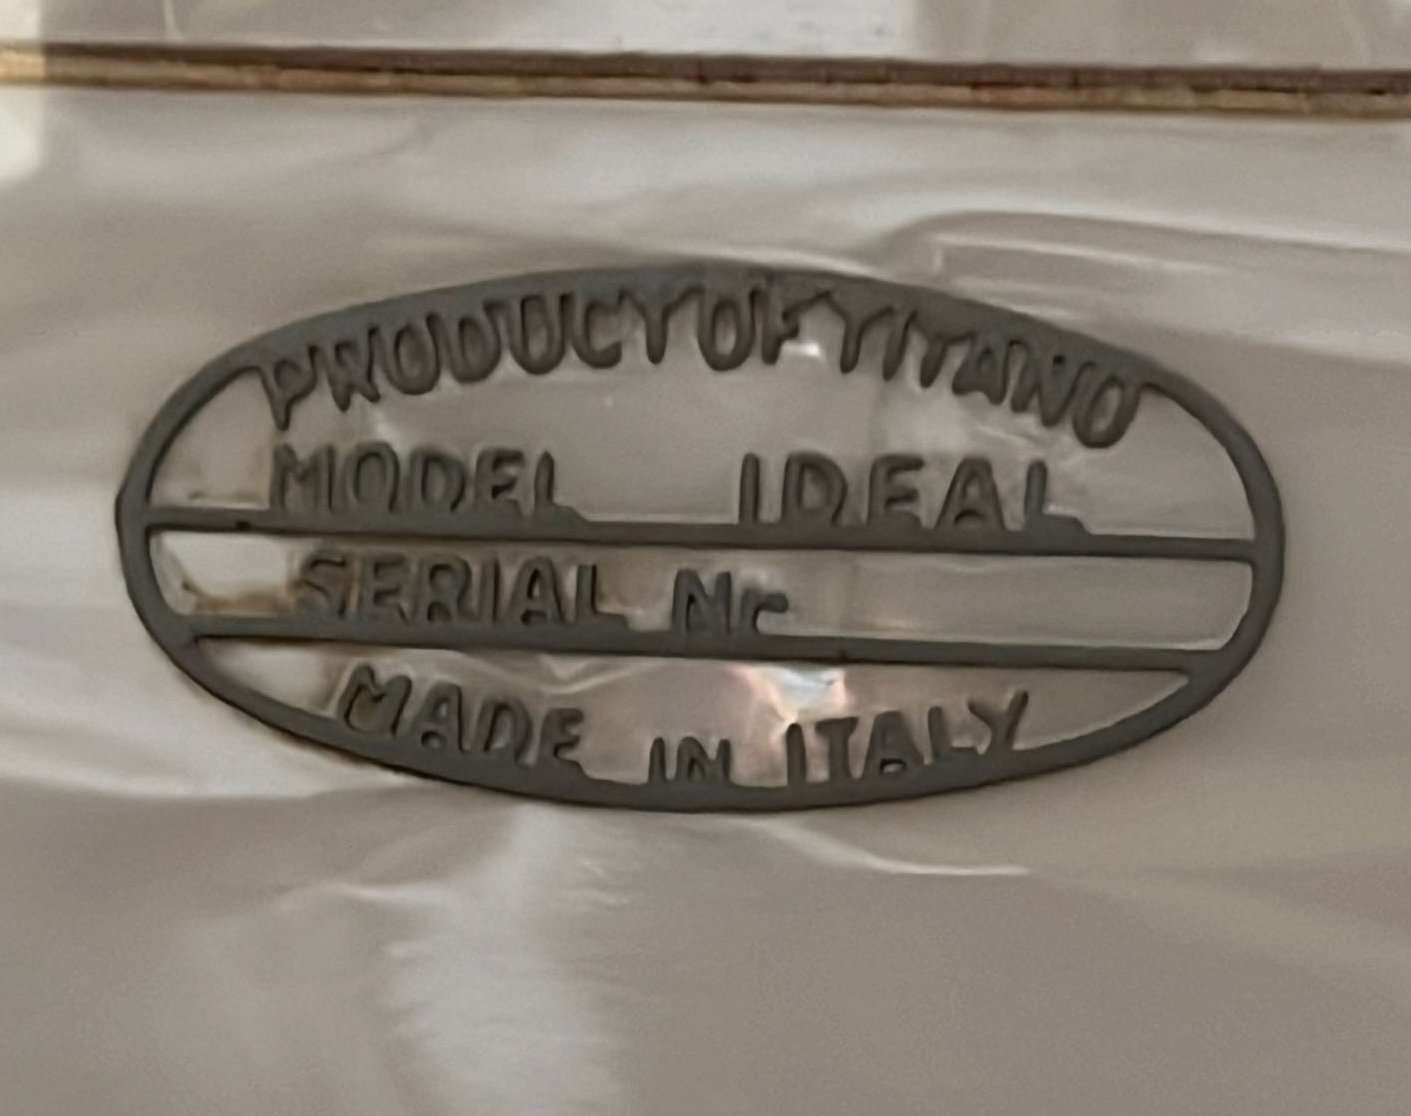 PRODUCT OF TITANO
MODEL IDEAL
SERIAL Nr
MADE IN ITALY